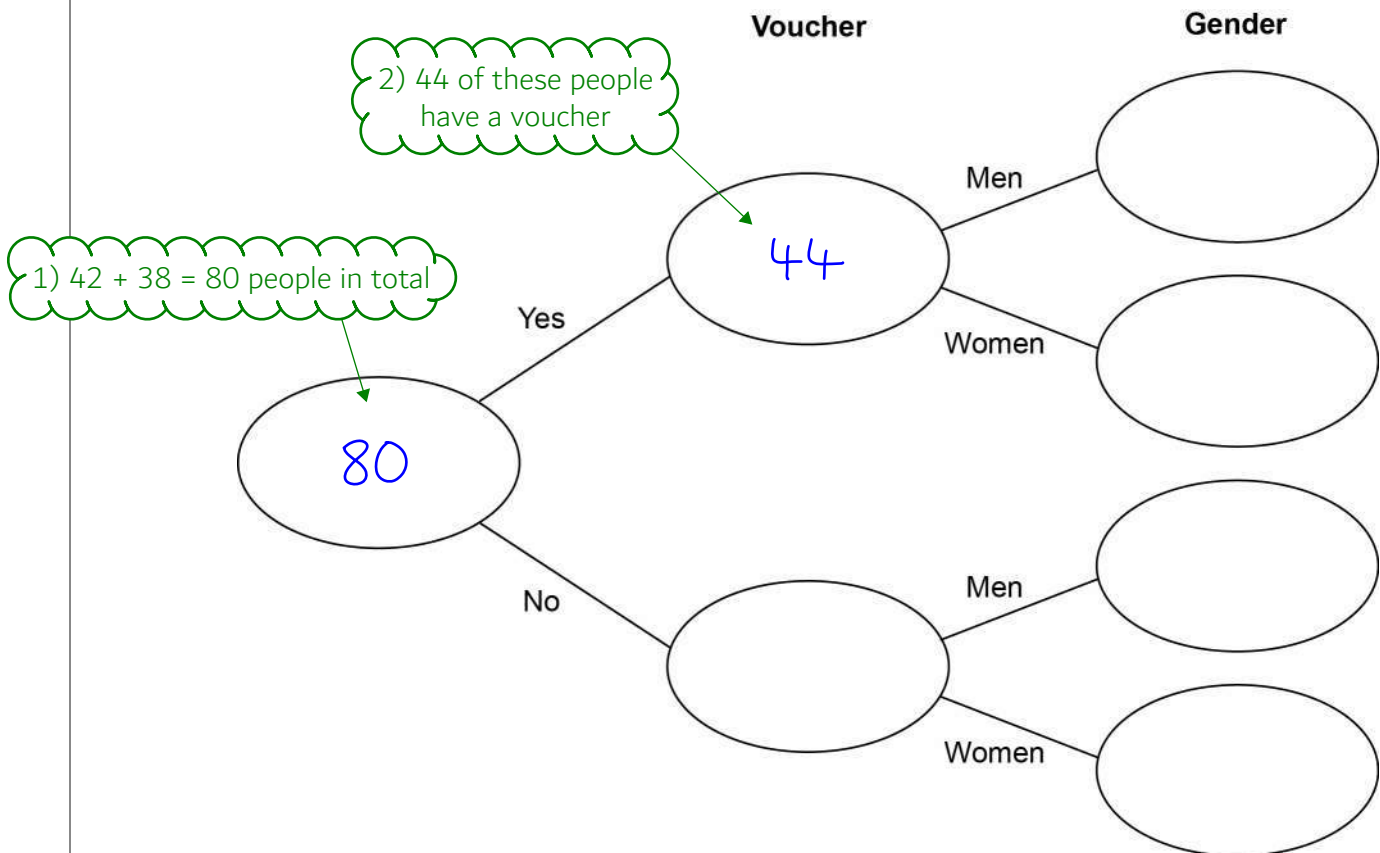 Voucher
Gender
2) 44 of these people
have a voucher
Men
44
1) 42 + 38 = 80 people in total
Yes
Women
80
Men
No
Women